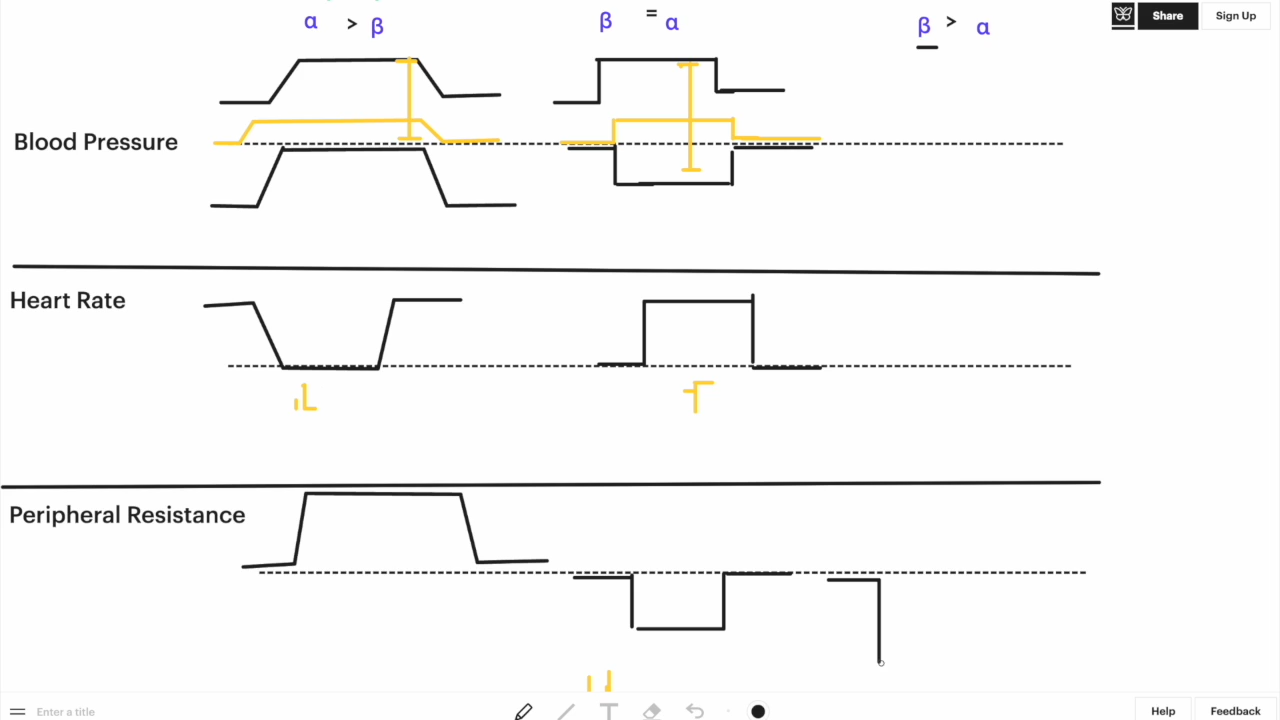 α > β
β = α
β > α
Share
Sign Up
Blood Pressure
Heart Rate
Peripheral Resistance
Enter a title
T
Help
Feedback